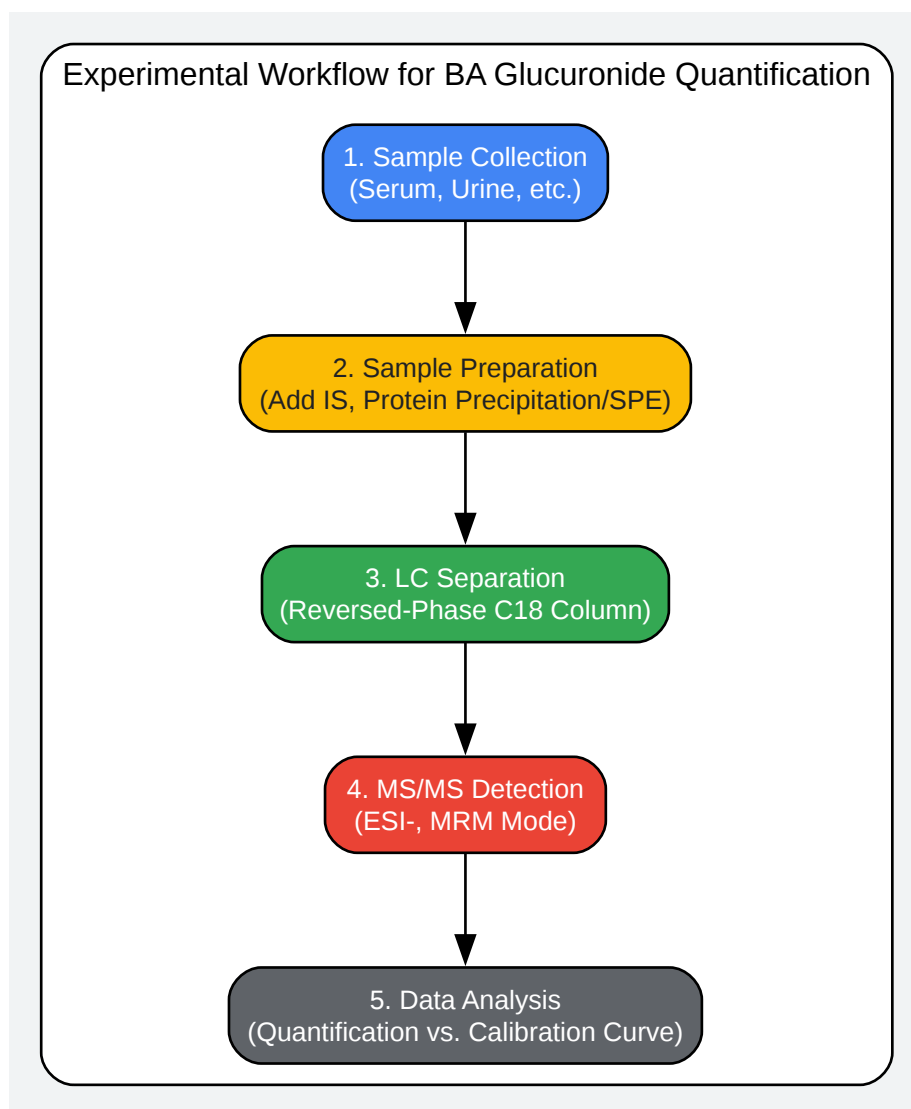 Experimental Workflow for BA Glucuronide Quantification
1. Sample Collection
(Serum, Urine, etc.)
2. Sample Preparation
(Add IS, Protein Precipitation/SPE)
3. LC Separation
(Reversed-Phase C18 Column)
4. MS/MS Detection
(ESI-, MRM Mode)
5. Data Analysis
(Quantification vs. Calibration Curve)